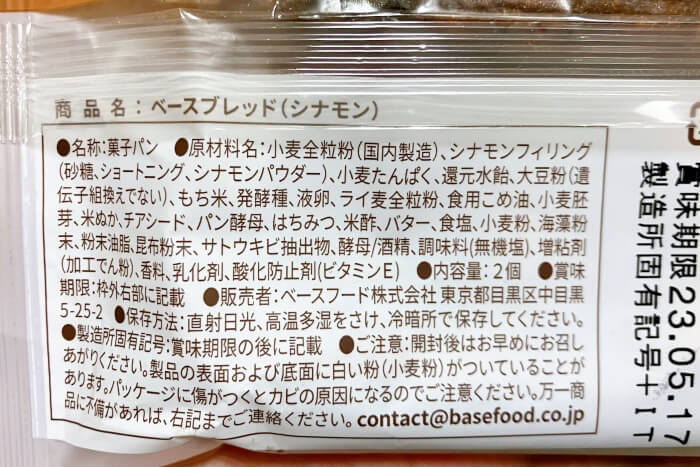 商品名：ベースブレッド（シナモン）
●名称：菓子パン ●原材料名：小麦全粒粉（国内製造）、シナモンフィリング
（砂糖、ショートニング、シナモンパウダー）、小麦たんぱく、還元水飴、大豆粉（遺
伝子組換えでない）、もち米、発酵種、液卵、ライ麦全粒粉、食用こめ油、小麦胚
芽、米ぬか、チアシード、パン酵母、はちみつ、米酢、バター、食塩、小麦粉、海藻粉
末、粉末油脂、昆布粉末、サトウキビ抽出物、酵母/酒精、調味料（無機塩）、増粘剤
（加工でん粉）、香料、乳化剤、酸化防止剤（ビタミンE） ●内容量：2個 ●賞味
期限：枠外右部に記載 ●販売者：ベースフード株式会社 東京都目黒区中目黒
5-25-2 ●保存方法：直射日光、高温多湿をさけ、冷暗所で保存してください。
●製造所固有記号：賞味期限の後に記載 ●ご注意：開封後はお早めにお召し
あがりください。製品の表面および底面に白い粉（小麦粉）がついていることが
あります。パッケージに傷がつくとカビの原因になるのでご注意ください。万一商
品に不備があれば、右記までご連絡ください。contact@basefood.co.jp
賞味期限23.05.17
製造所固有記号＋IT